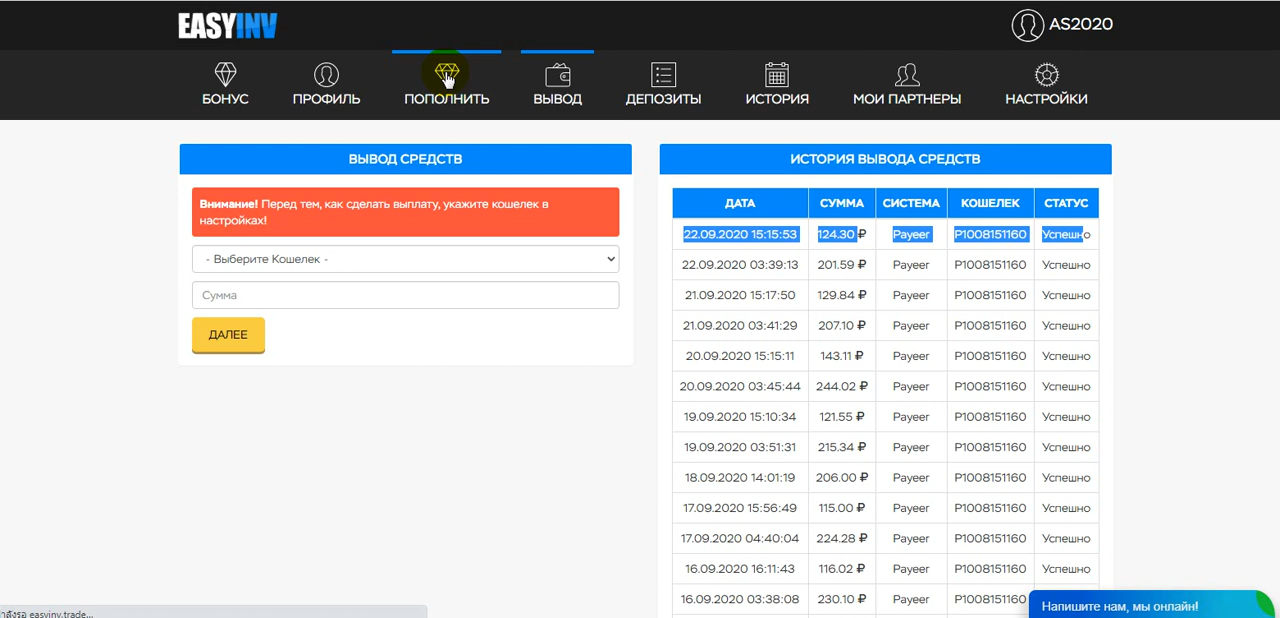 EASYINV
AS2020
БОНУС
ПРОФИЛЬ
ПОПОЛНИТЬ
ВЫВОД
ДЕПОЗИТЫ
ИСТОРИЯ
МОИ ПАРТНЕРЫ
НАСТРОЙКИ
ВЫВОД СРЕДСТВ
Внимание! Перед тем, как сделать выплату, укажите кошелек в
настройках!
- Выберите Кошелек -
Сумма
ДАЛЕЕ
ИСТОРИЯ ВЫВОДА СРЕДСТВ
ДАТА СУММА СИСТЕМА КОШЕЛЕК СТАТУС
22.09.2020 15:15:53 124.30 ₽ Payeer P1008151160 Успешно
22.09.2020 03:39:13 201.59 ₽ Payeer P1008151160 Успешно
21.09.2020 15:17:50 129.84 ₽ Payeer P1008151160 Успешно
21.09.2020 03:41:29 207.10 ₽ Payeer P1008151160 Успешно
20.09.2020 15:15:11 143.11 ₽ Payeer P1008151160 Успешно
20.09.2020 03:45:44 244.02 ₽ Payeer P1008151160 Успешно
19.09.2020 15:10:34 121.55 ₽ Payeer P1008151160 Успешно
19.09.2020 03:51:31 215.34 ₽ Payeer P1008151160 Успешно
18.09.2020 14:01:19 206.00 ₽ Payeer P1008151160 Успешно
17.09.2020 15:56:49 115.00 ₽ Payeer P1008151160 Успешно
17.09.2020 04:40:04 224.28 ₽ Payeer P1008151160 Успешно
16.09.2020 16:11:43 116.02 ₽ Payeer P1008151160 Успешно
16.09.2020 03:38:08 230.10 ₽ Payeer P1008151160
Напишите нам, мы онлайн!
easyinv.trade...